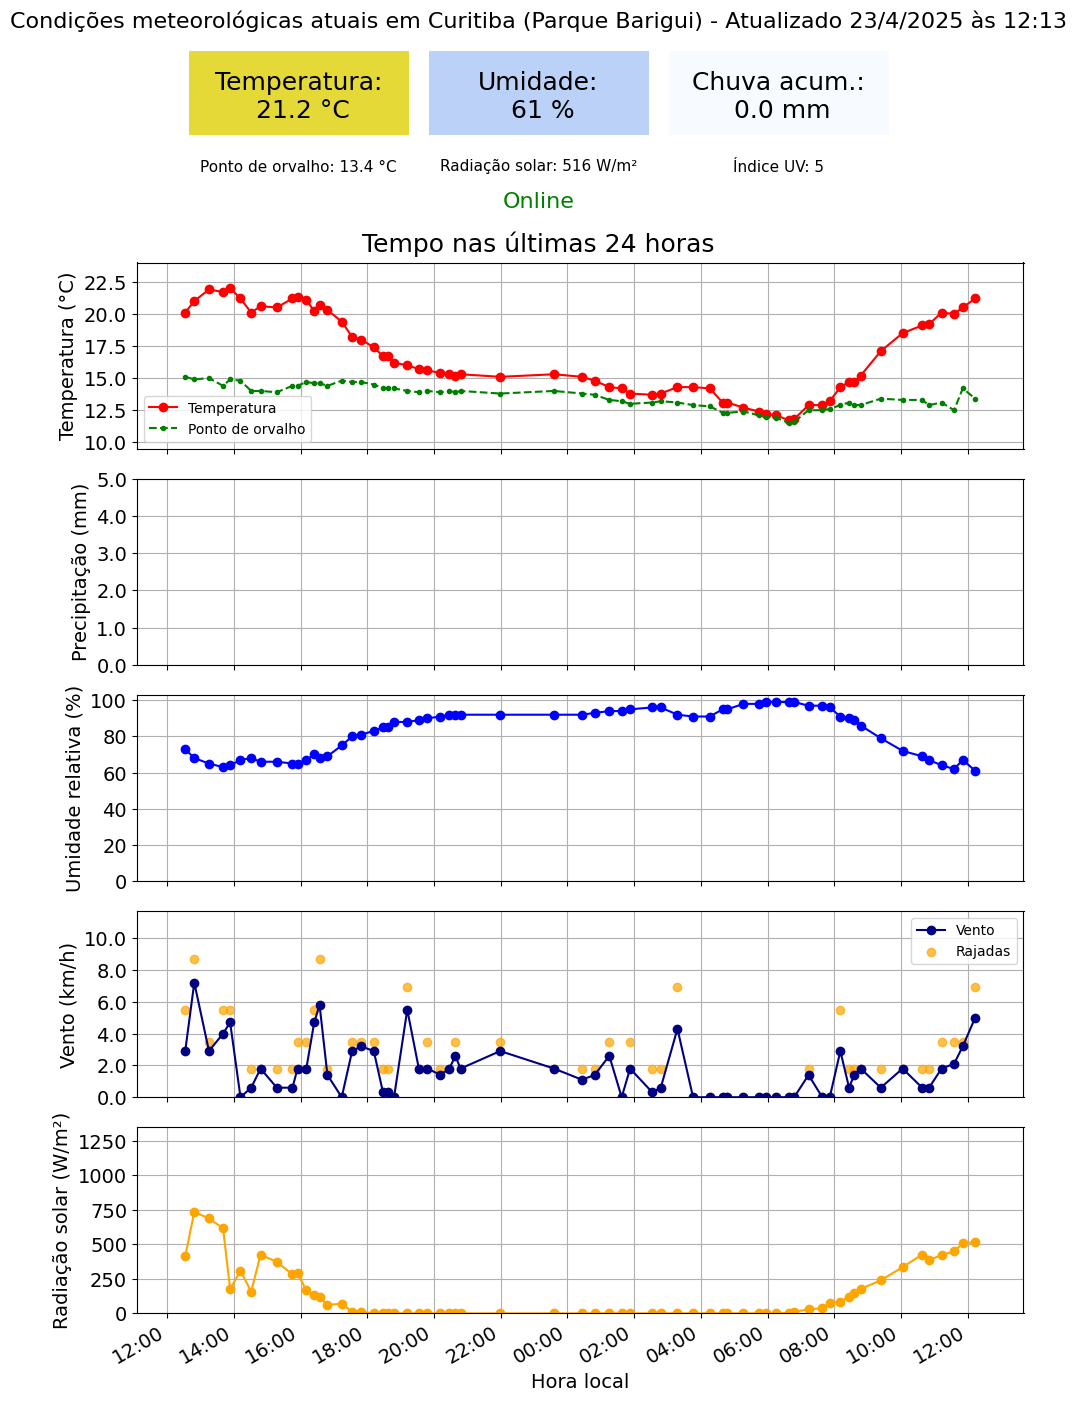 Condições meteorológicas atuais em Curitiba (Parque Barigui) - Atualizado 23/4/2025 às 12:13
Temperatura:
21.2 °C
Umidade:
61 %
Chuva acum.:
0.0 mm
Ponto de orvalho: 13.4 °C
Radiação solar: 516 W/m²
Índice UV: 5
Online
Tempo nas últimas 24 horas
Temperatura (°C)
22.5
20.0
17.5
15.0
12.5
10.0
Temperatura
Ponto de orvalho
Precipitação (mm)
5.0
4.0
3.0
2.0
1.0
0.0
Umidade relativa (%)
100
80
60
40
20
0
Vento (km/h)
10.0
8.0
6.0
4.0
2.0
0.0
Vento
Rajadas
Radiação solar (W/m²)
1250
1000
750
500
250
0
12:00
14:00
16:00
18:00
20:00
22:00
00:00
02:00
04:00
06:00
08:00
10:00
12:00
Hora local